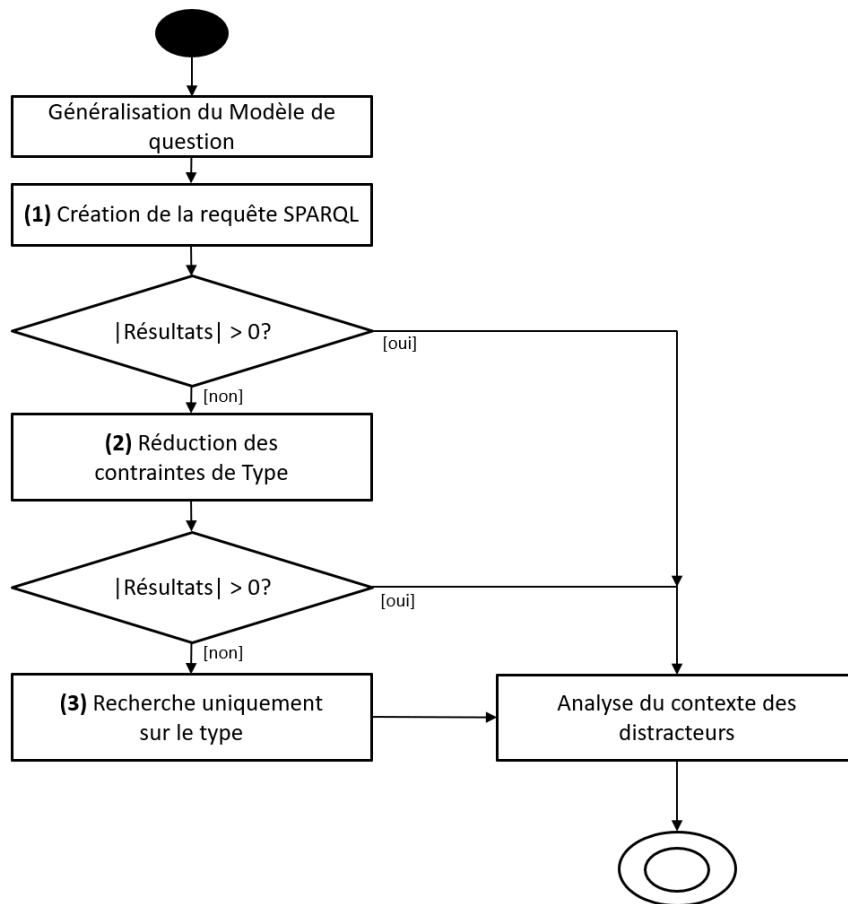 Généralisation du Modèle de
question
(1) Création de la requête SPARQL
|Résultats| > 0?
[oui]
[non]
(2) Réduction des
contraintes de Type
|Résultats| > 0?
[oui]
[non]
(3) Recherche uniquement
sur le type
Analyse du contexte des
distracteurs